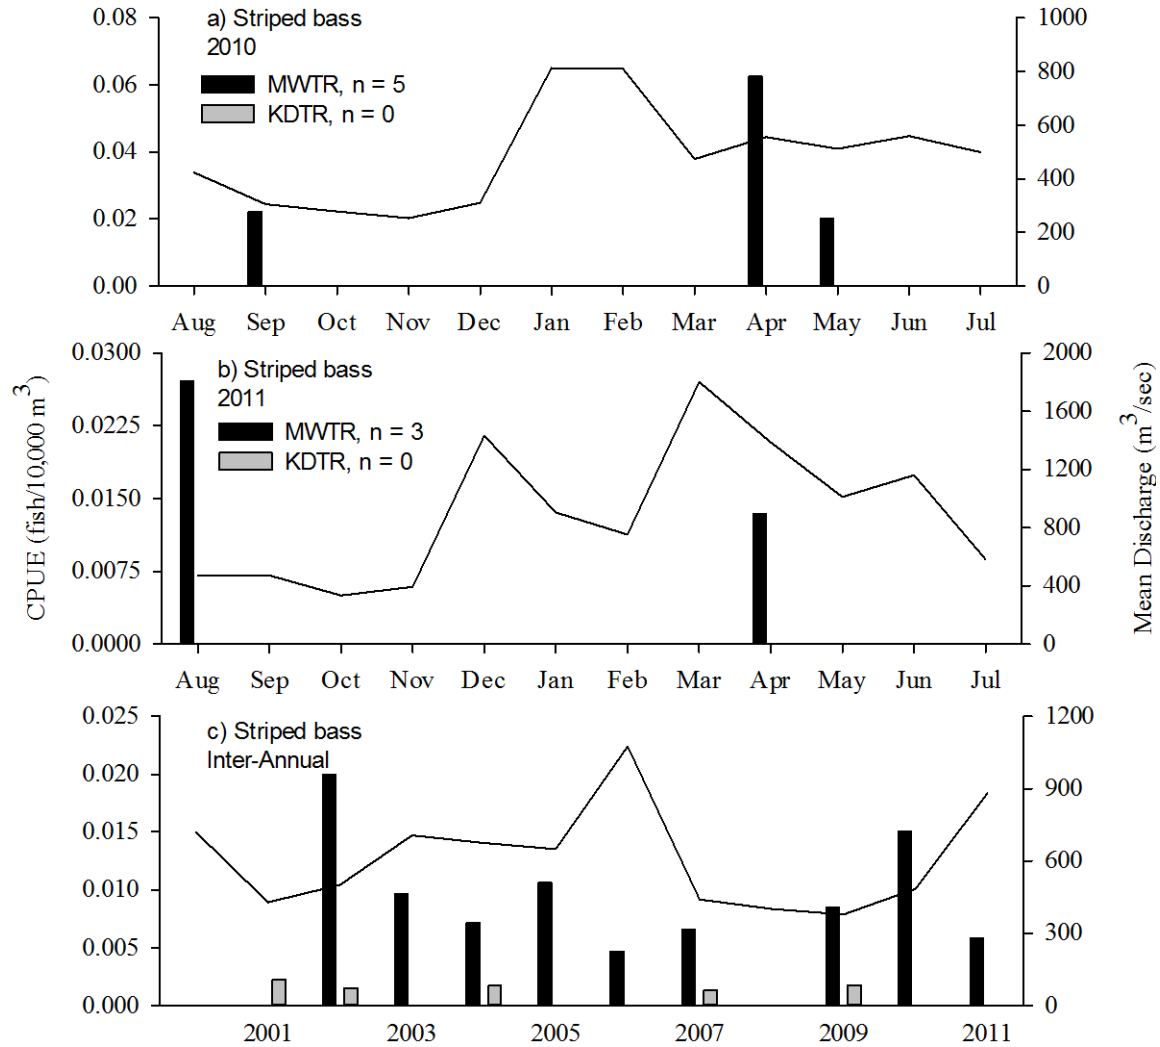 a) Striped bass
2010
MWTR, n = 5
KDTR, n = 0
0.08
0.06
0.04
0.02
0.00
1000
800
600
400
200
0
Aug Sep Oct Nov Dec Jan Feb Mar Apr May Jun Jul
b) Striped bass
2011
MWTR, n = 3
KDTR, n = 0
0.0300
0.0225
0.0150
0.0075
0.0000
2000
1600
1200
800
400
0
CPUE (fish/10,000 m³)
Mean Discharge (m³/sec)
Aug Sep Oct Nov Dec Jan Feb Mar Apr May Jun Jul
c) Striped bass
Inter-Annual
0.025
0.020
0.015
0.010
0.005
0.000
1200
900
600
300
0
2001 2003 2005 2007 2009 2011